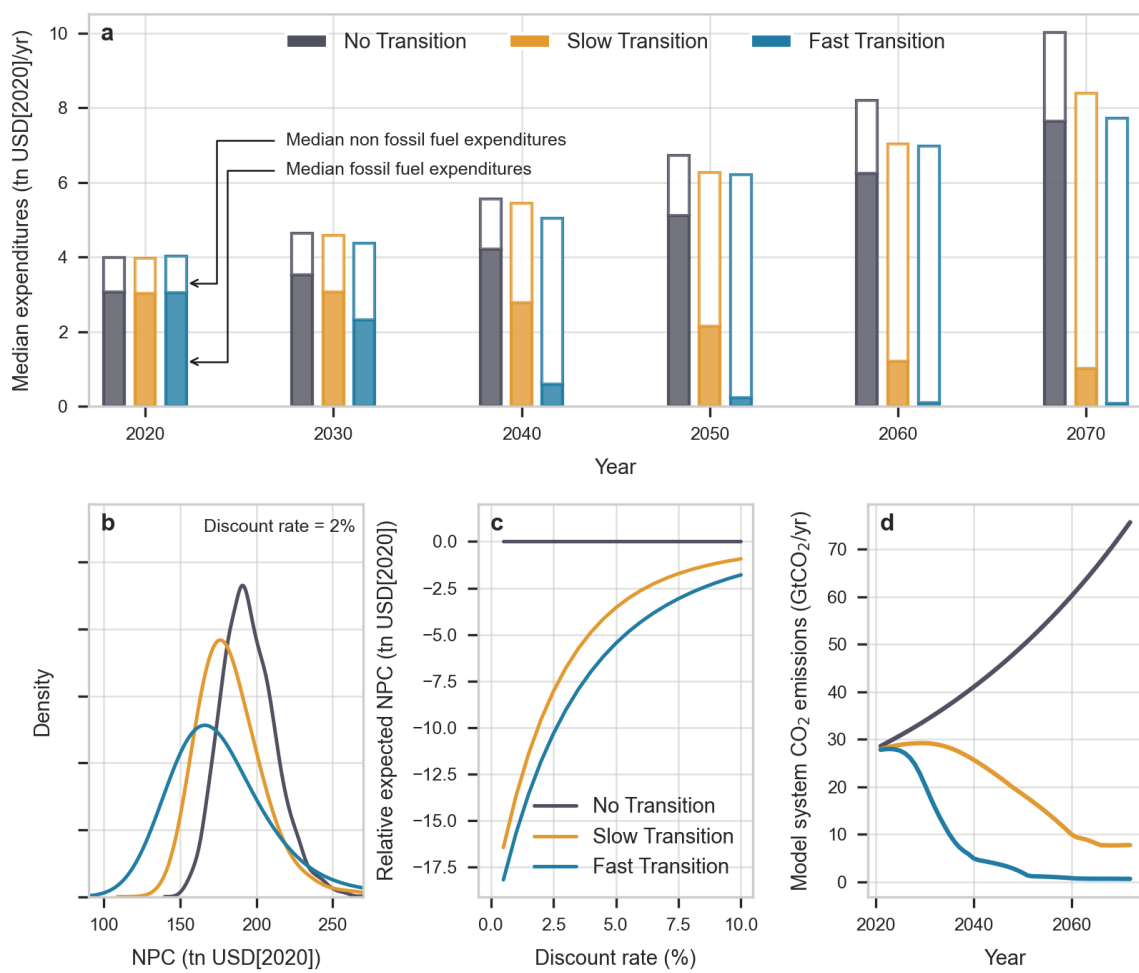 a
No Transition
Slow Transition
Fast Transition
Median expenditures (tn USD[2020]/yr)
10
8
6
4
2
0
Median non fossil fuel expenditures
Median fossil fuel expenditures
2020
2030
2040
2050
2060
2070
Year
b
Discount rate = 2%
Density
100
150
200
250
NPC (tn USD[2020])
c
Relative expected NPC (tn USD[2020])
0.0
−2.5
−5.0
−7.5
−10.0
−12.5
−15.0
−17.5
No Transition
Slow Transition
Fast Transition
0.0
2.5
5.0
7.5
10.0
Discount rate (%)
d
Model system CO₂ emissions (GtCO₂/yr)
70
60
50
40
30
20
10
0
2020
2040
2060
Year